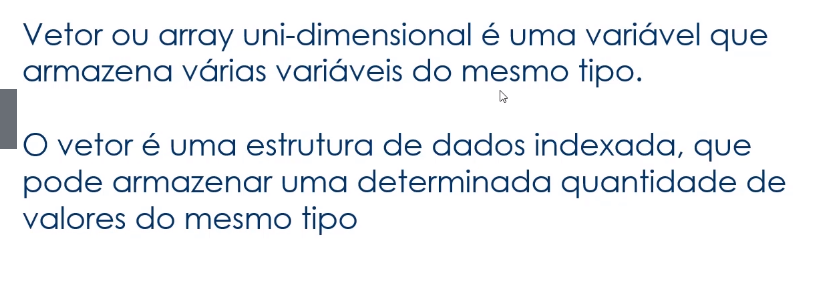 Vetor ou array uni-dimensional é uma variável que
armazena várias variáveis do mesmo tipo.
O vetor é uma estrutura de dados indexada, que
pode armazenar uma determinada quantidade de
valores do mesmo tipo